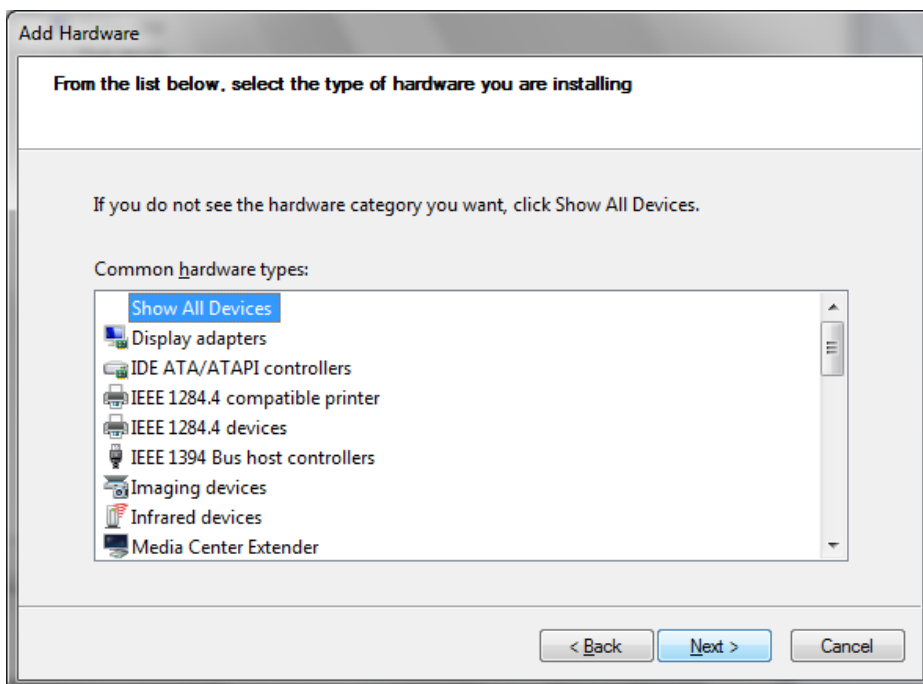 Add Hardware
From the list below, select the type of hardware you are installing
If you do not see the hardware category you want, click Show All Devices.
Common hardware types:
Show All Devices
Display adapters
IDE ATA/ATAPI controllers
IEEE 1284.4 compatible printer
IEEE 1284.4 devices
IEEE 1394 Bus host controllers
Imaging devices
Infrared devices
Media Center Extender
< Back Next > Cancel